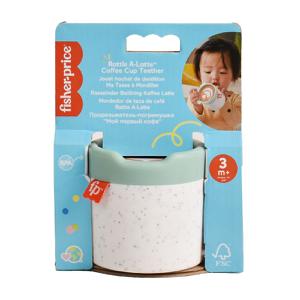 fisher-price
Rattle A-Latte™
Coffee Cup Teether
Jouet hochet de dentition
Ma Tasse à Mordiller
Rasselnder Beißring Kaffee Latte
Mordedor de taza de café
Rattle A-Latte
Прорезыватель-погремушка
"Мой первый кофе"
3
m+
fp
FSC